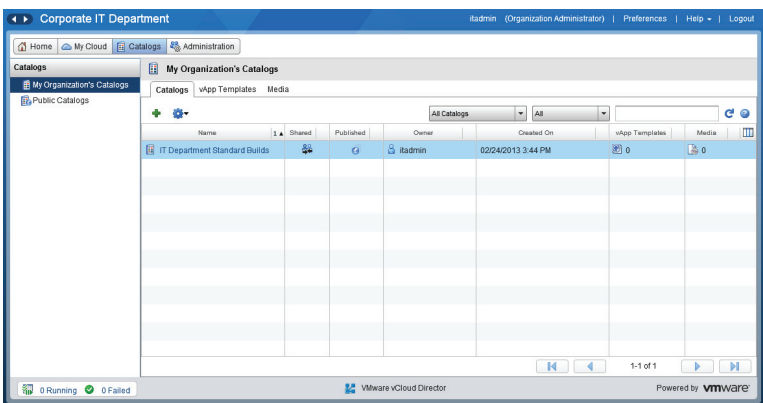 Corporate IT Department
itadmin (Organization Administrator) | Preferences | Help | Logout
Home My Cloud Catalogs Administration
Catalogs
My Organization's Catalogs
Public Catalogs
My Organization's Catalogs
Catalogs vApp Templates Media
All Catalogs All
Name 1 Shared Published Owner Created On vApp Templates Media
IT Department Standard Builds itadmin 02/24/2013 3:44 PM 0 0
1-1 of 1
0 Running 0 Failed VMware vCloud Director Powered by vmware